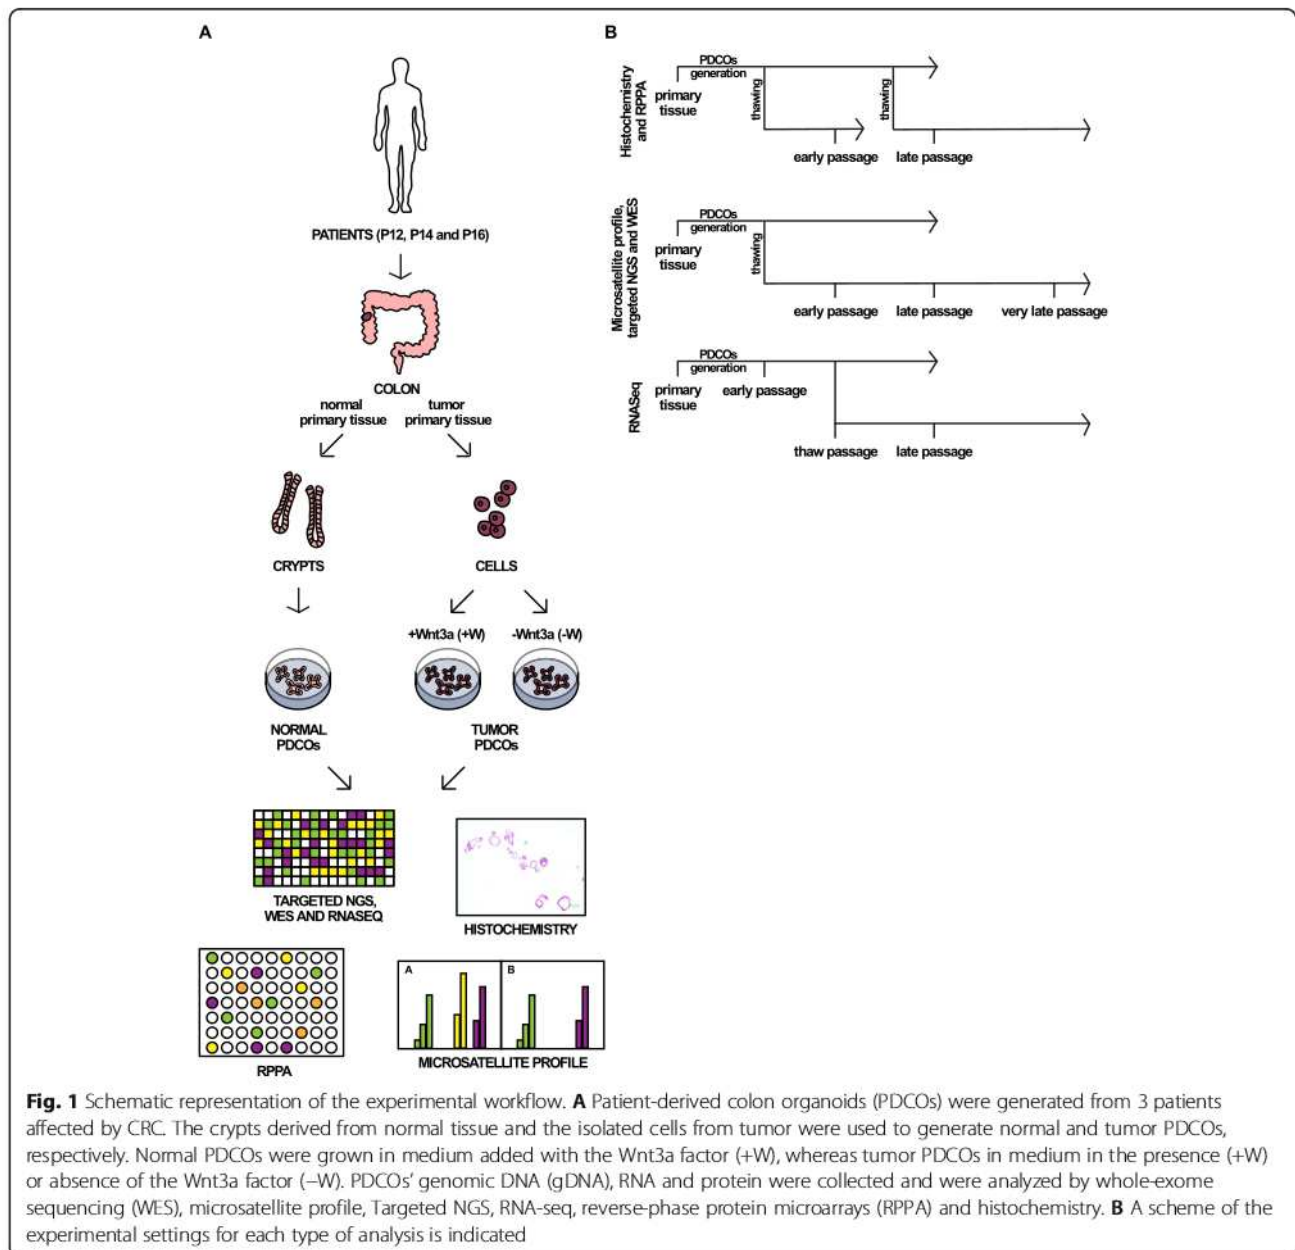 A
PATIENTS (P12, P14 and P16)
COLON
normal
primary tissue
tumor
primary tissue
CRYPTS
CELLS
+Wnt3a (+W)
-Wnt3a (-W)
NORMAL
PDCOs
TUMOR
PDCOs
TARGETED NGS,
WES AND RNASEQ
HISTOCHEMISTRY
RPPA
A
B
MICROSATELLITE PROFILE
B
Histochemistry
and RPPA
PDCOs
generation
primary
tissue
thawing
thawing
early passage
late passage
Microsatellite profile,
targeted NGS and WES
PDCOs
generation
primary
tissue
thawing
early passage
late passage
very late passage
RNASeq
PDCOs
generation
primary
tissue
early passage
thaw passage
late passage
Fig. 1 Schematic representation of the experimental workflow. A Patient-derived colon organoids (PDCOs) were generated from 3 patients
affected by CRC. The crypts derived from normal tissue and the isolated cells from tumor were used to generate normal and tumor PDCOs,
respectively. Normal PDCOs were grown in medium added with the Wnt3a factor (+W), whereas tumor PDCOs in medium in the presence (+W)
or absence of the Wnt3a factor (−W). PDCOs' genomic DNA (gDNA), RNA and protein were collected and were analyzed by whole-exome
sequencing (WES), microsatellite profile, Targeted NGS, RNA-seq, reverse-phase protein microarrays (RPPA) and histochemistry. B A scheme of the
experimental settings for each type of analysis is indicated